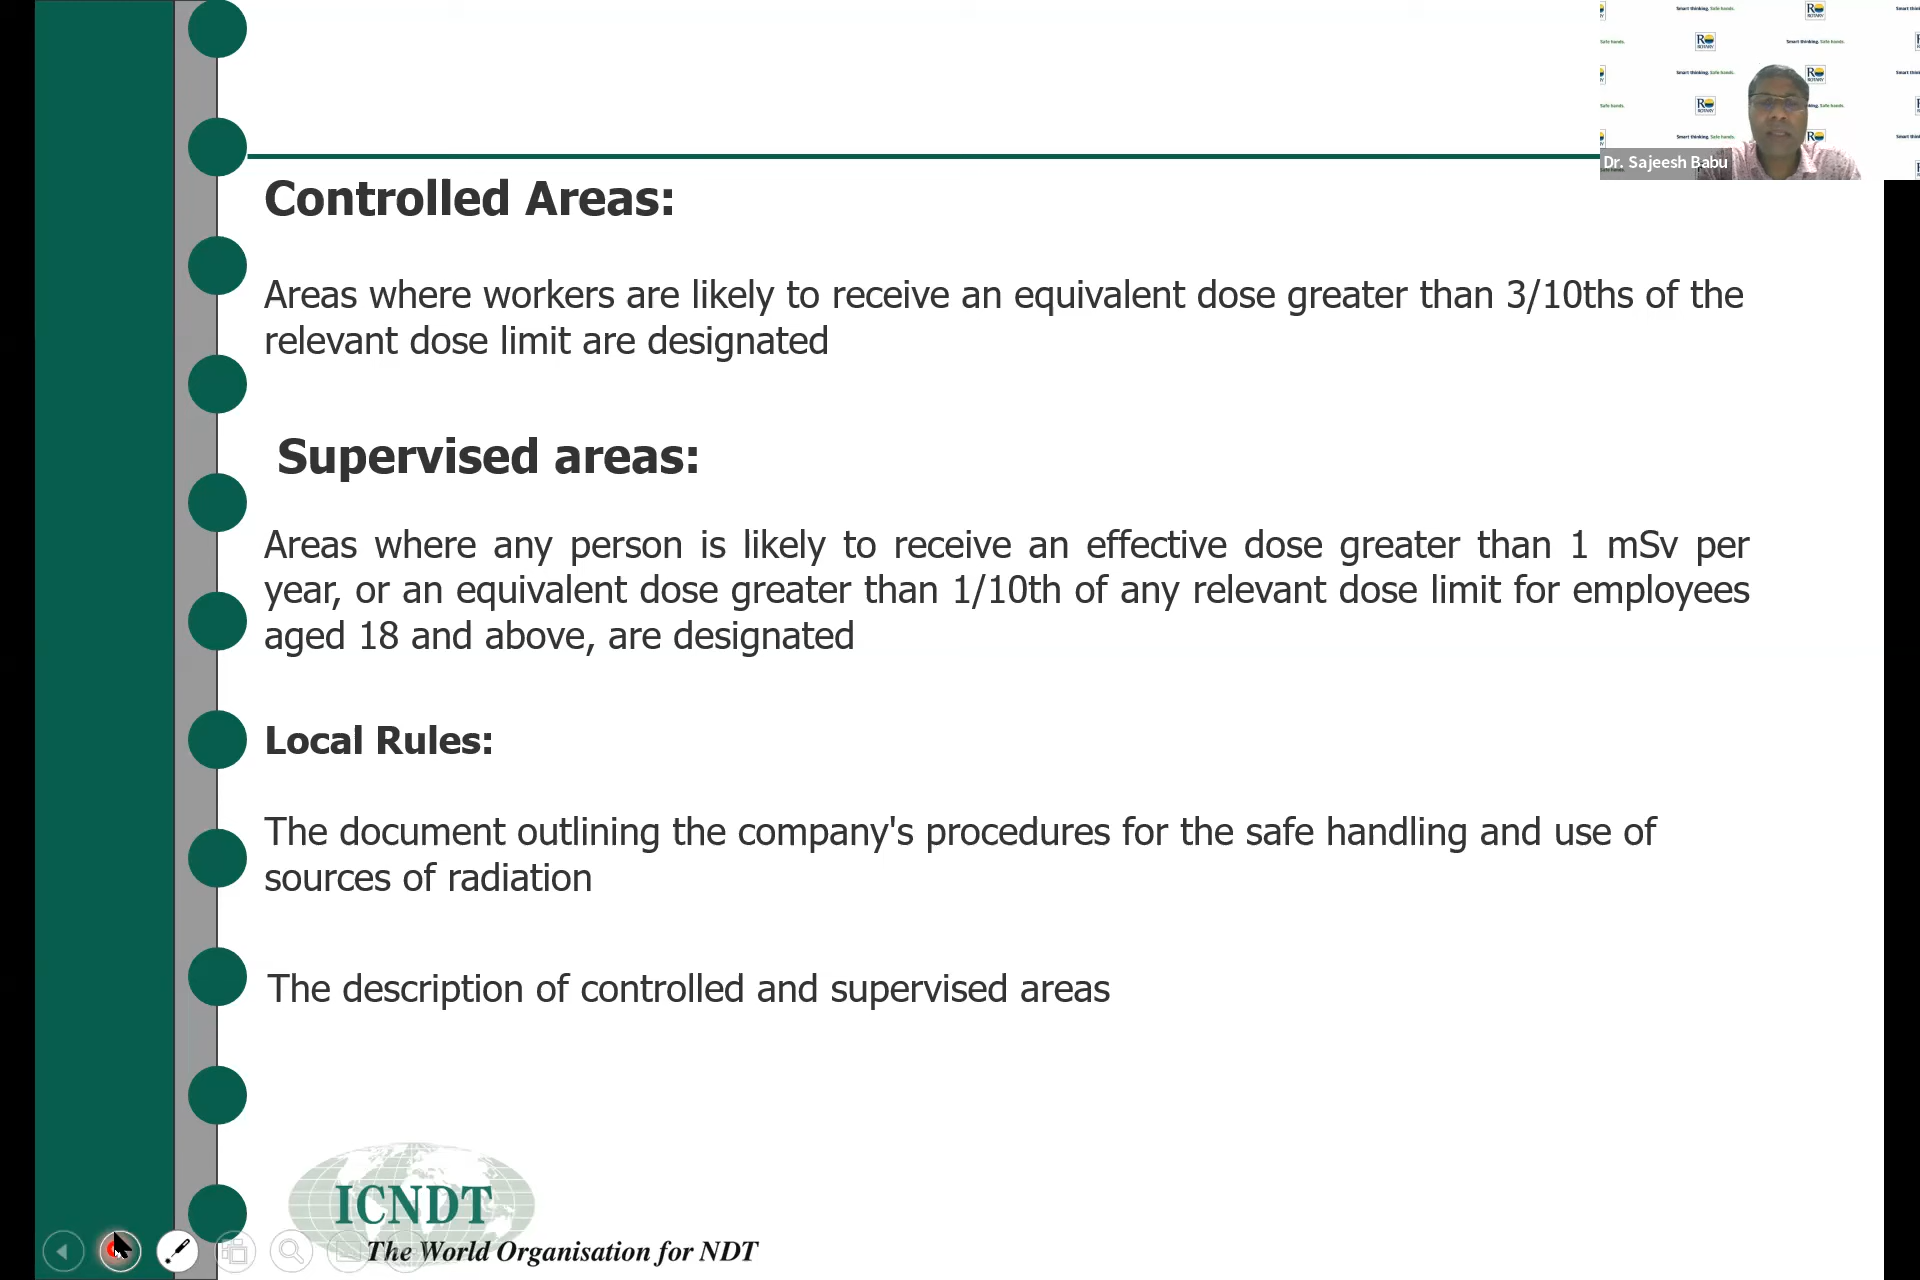 Smart thinking. Safe hands.
R
ROTARY
Dr. Sajeesh Babu
Controlled Areas:
Areas where workers are likely to receive an equivalent dose greater than 3/10ths of the
relevant dose limit are designated
Supervised areas:
Areas where any person is likely to receive an effective dose greater than 1 mSv per
year, or an equivalent dose greater than 1/10th of any relevant dose limit for employees
aged 18 and above, are designated
Local Rules:
The document outlining the company's procedures for the safe handling and use of
sources of radiation
The description of controlled and supervised areas
ICNDT
The World Organisation for NDT